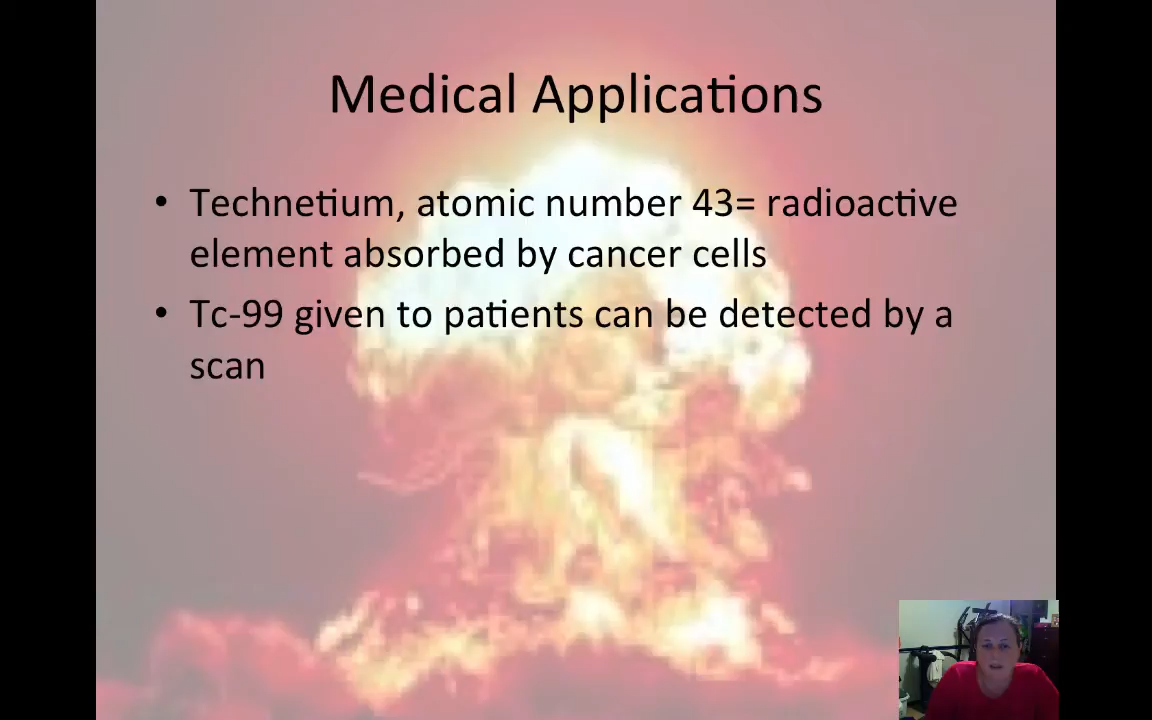 Medical Applications
• Technetium, atomic number 43= radioactive
element absorbed by cancer cells
• Tc-99 given to patients can be detected by a
scan